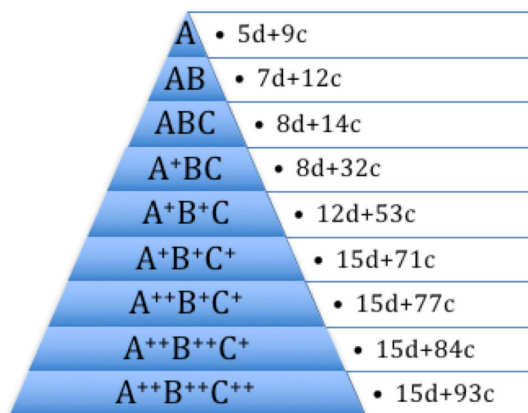 A • 5d+9c
AB • 7d+12c
ABC • 8d+14c
A⁺BC • 8d+32c
A⁺B⁺C • 12d+53c
A⁺B⁺C⁺ • 15d+71c
A⁺⁺B⁺C⁺ • 15d+77c
A⁺⁺B⁺⁺C⁺ • 15d+84c
A⁺⁺B⁺⁺C⁺⁺ • 15d+93c